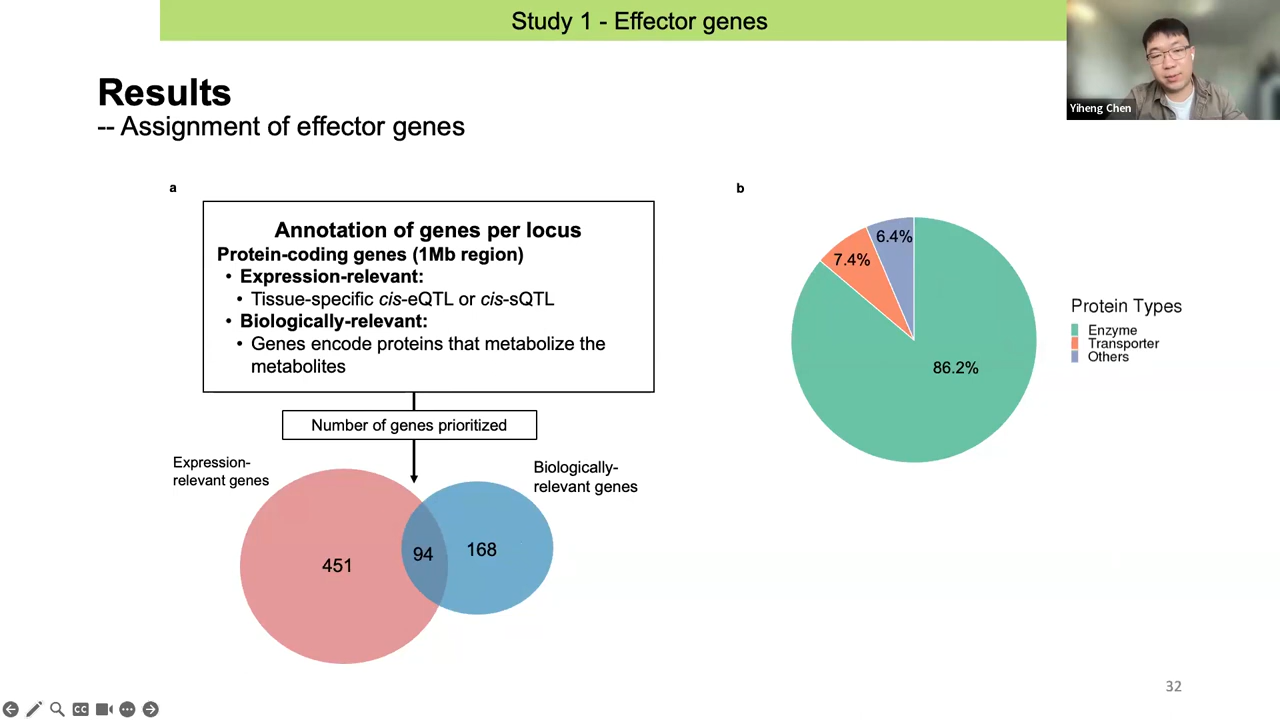 Study 1 - Effector genes
Yiheng Chen
Results
-- Assignment of effector genes
a
Annotation of genes per locus
Protein-coding genes (1Mb region)
• Expression-relevant:
• Tissue-specific cis-eQTL or cis-sQTL
• Biologically-relevant:
• Genes encode proteins that metabolize the
metabolites
Number of genes prioritized
Expression-
relevant genes
Biologically-
relevant genes
451
94
168
b
6.4%
7.4%
86.2%
Protein Types
Enzyme
Transporter
Others
32
CC